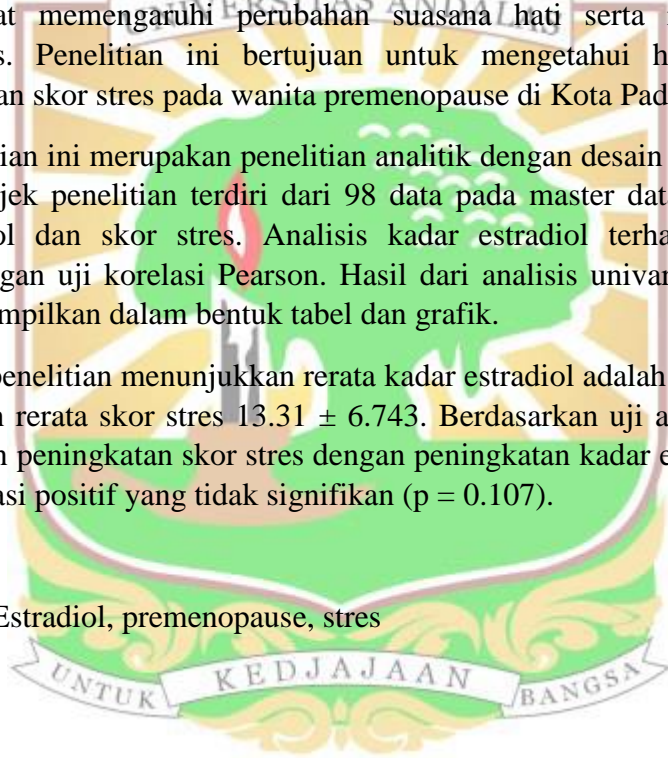 at memengaruhi perubahan suasana hati serta
UNIVERSITAS ANDALAS
s. Penelitian ini bertujuan untuk mengetahui h
an skor stres pada wanita premenopause di Kota Pad
tian ini merupakan penelitian analitik dengan desain
jek penelitian terdiri dari 98 data pada master dat
ol dan skor stres. Analisis kadar estradiol terha
gan uji korelasi Pearson. Hasil dari analisis univar
mpilkan dalam bentuk tabel dan grafik.
penelitian menunjukkan rerata kadar estradiol adalah
n rerata skor stres 13.31 ± 6.743. Berdasarkan uji a
n peningkatan skor stres dengan peningkatan kadar e
asi positif yang tidak signifikan (p = 0.107).
Estradiol, premenopause, stres
UNTUK KEDJAJAAN BANGSA